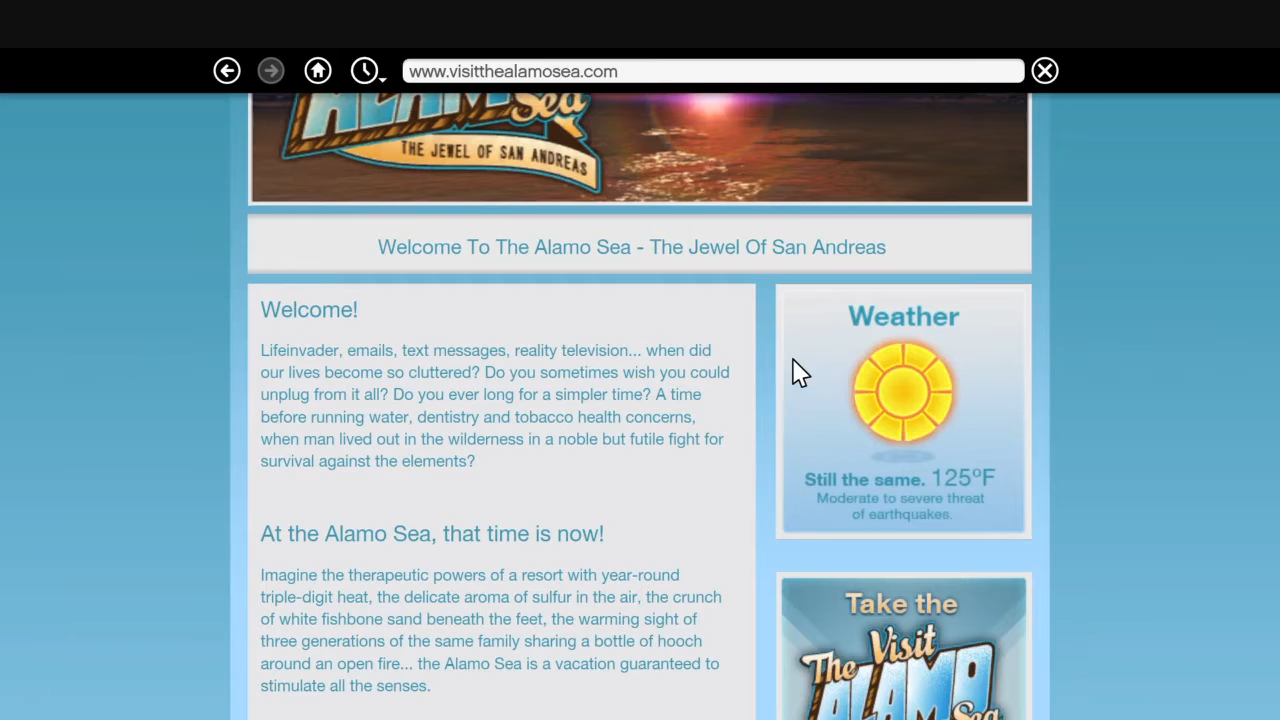 www.visitthealamosea.com
ALAMO
Sea
THE JEWEL OF SAN ANDREAS
Welcome To The Alamo Sea - The Jewel Of San Andreas
Welcome!
Lifeinvader, emails, text messages, reality television... when did
our lives become so cluttered? Do you sometimes wish you could
unplug from it all? Do you ever long for a simpler time? A time
before running water, dentistry and tobacco health concerns,
when man lived out in the wilderness in a noble but futile fight for
survival against the elements?
At the Alamo Sea, that time is now!
Imagine the therapeutic powers of a resort with year-round
triple-digit heat, the delicate aroma of sulfur in the air, the crunch
of white fishbone sand beneath the feet, the warming sight of
three generations of the same family sharing a bottle of hooch
around an open fire... the Alamo Sea is a vacation guaranteed to
stimulate all the senses.
Weather
Still the same. 125ºF
Moderate to severe threat
of earthquakes.
Take the
Visit
The
ALAMO
Sea